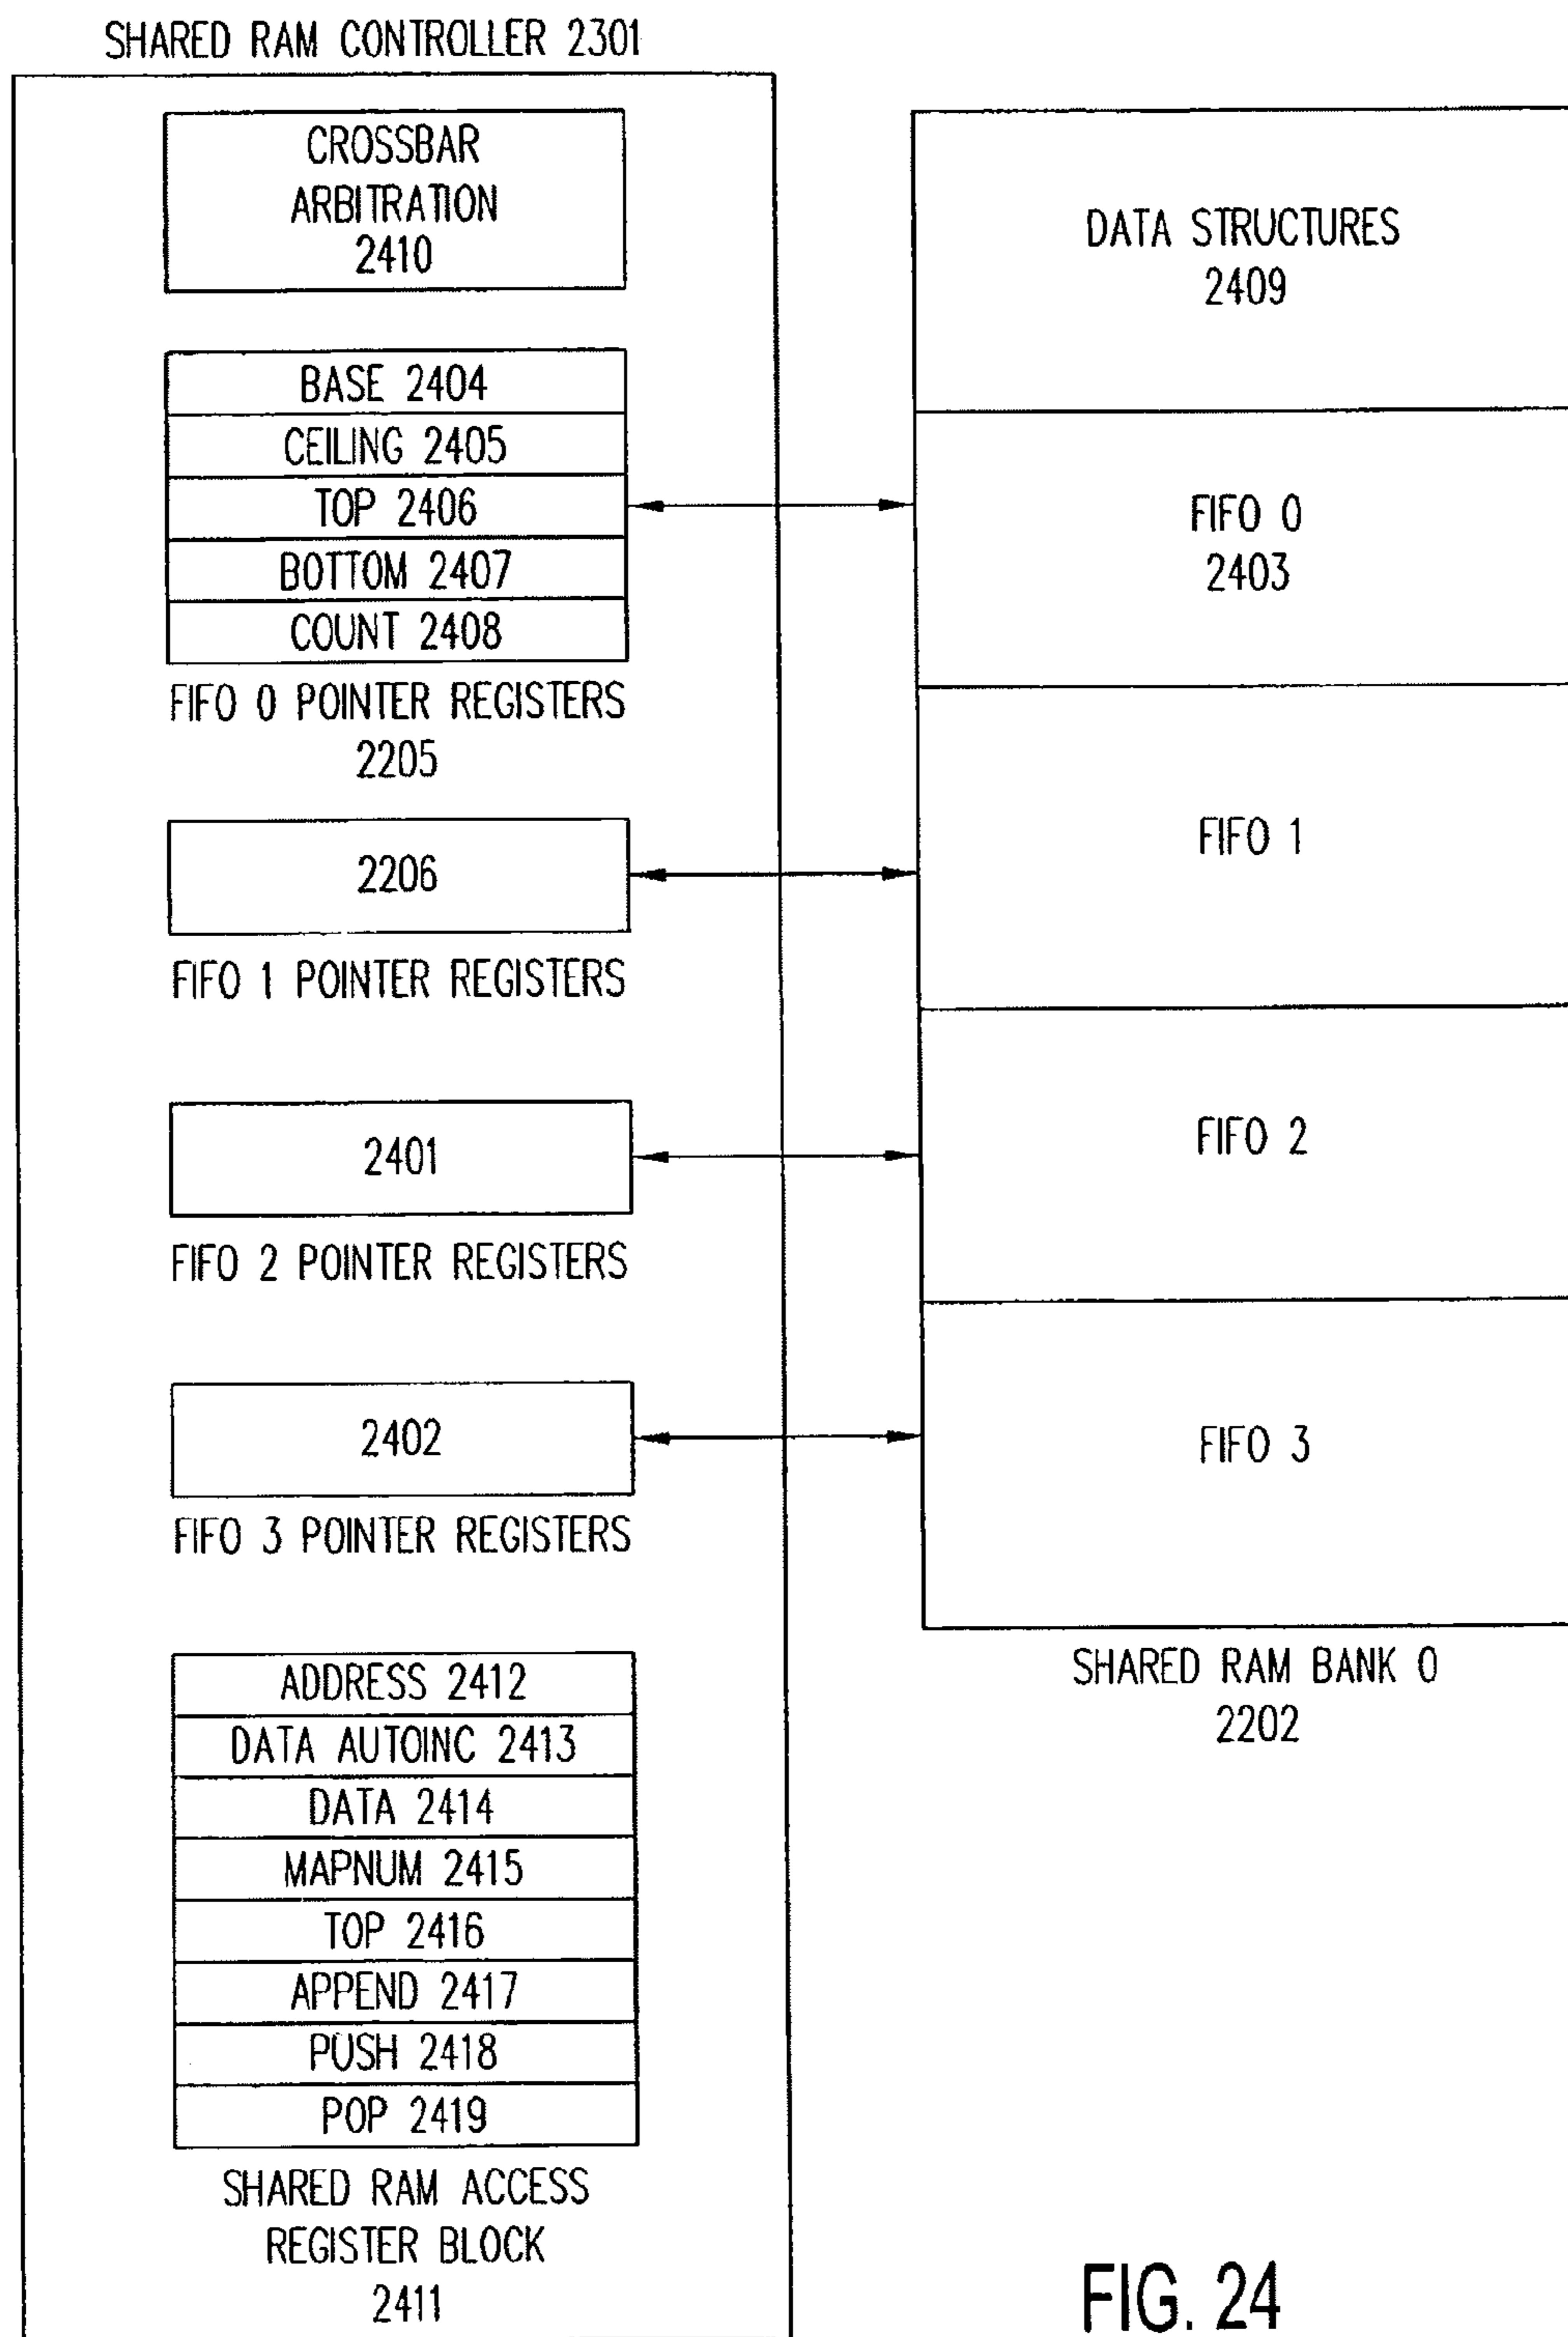 SHARED RAM CONTROLLER 2301
CROSSBAR
ARBITRATION
2410
BASE 2404
CEILING 2405
TOP 2406
BOTTOM 2407
COUNT 2408
FIFO 0 POINTER REGISTERS
2205
2206
FIFO 1 POINTER REGISTERS
2401
FIFO 2 POINTER REGISTERS
2402
FIFO 3 POINTER REGISTERS
ADDRESS 2412
DATA AUTOINC 2413
DATA 2414
MAPNUM 2415
TOP 2416
APPEND 2417
PUSH 2418
POP 2419
SHARED RAM ACCESS
REGISTER BLOCK
2411
DATA STRUCTURES
2409
FIFO 0
2403
FIFO 1
FIFO 2
FIFO 3
SHARED RAM BANK 0
2202
FIG. 24